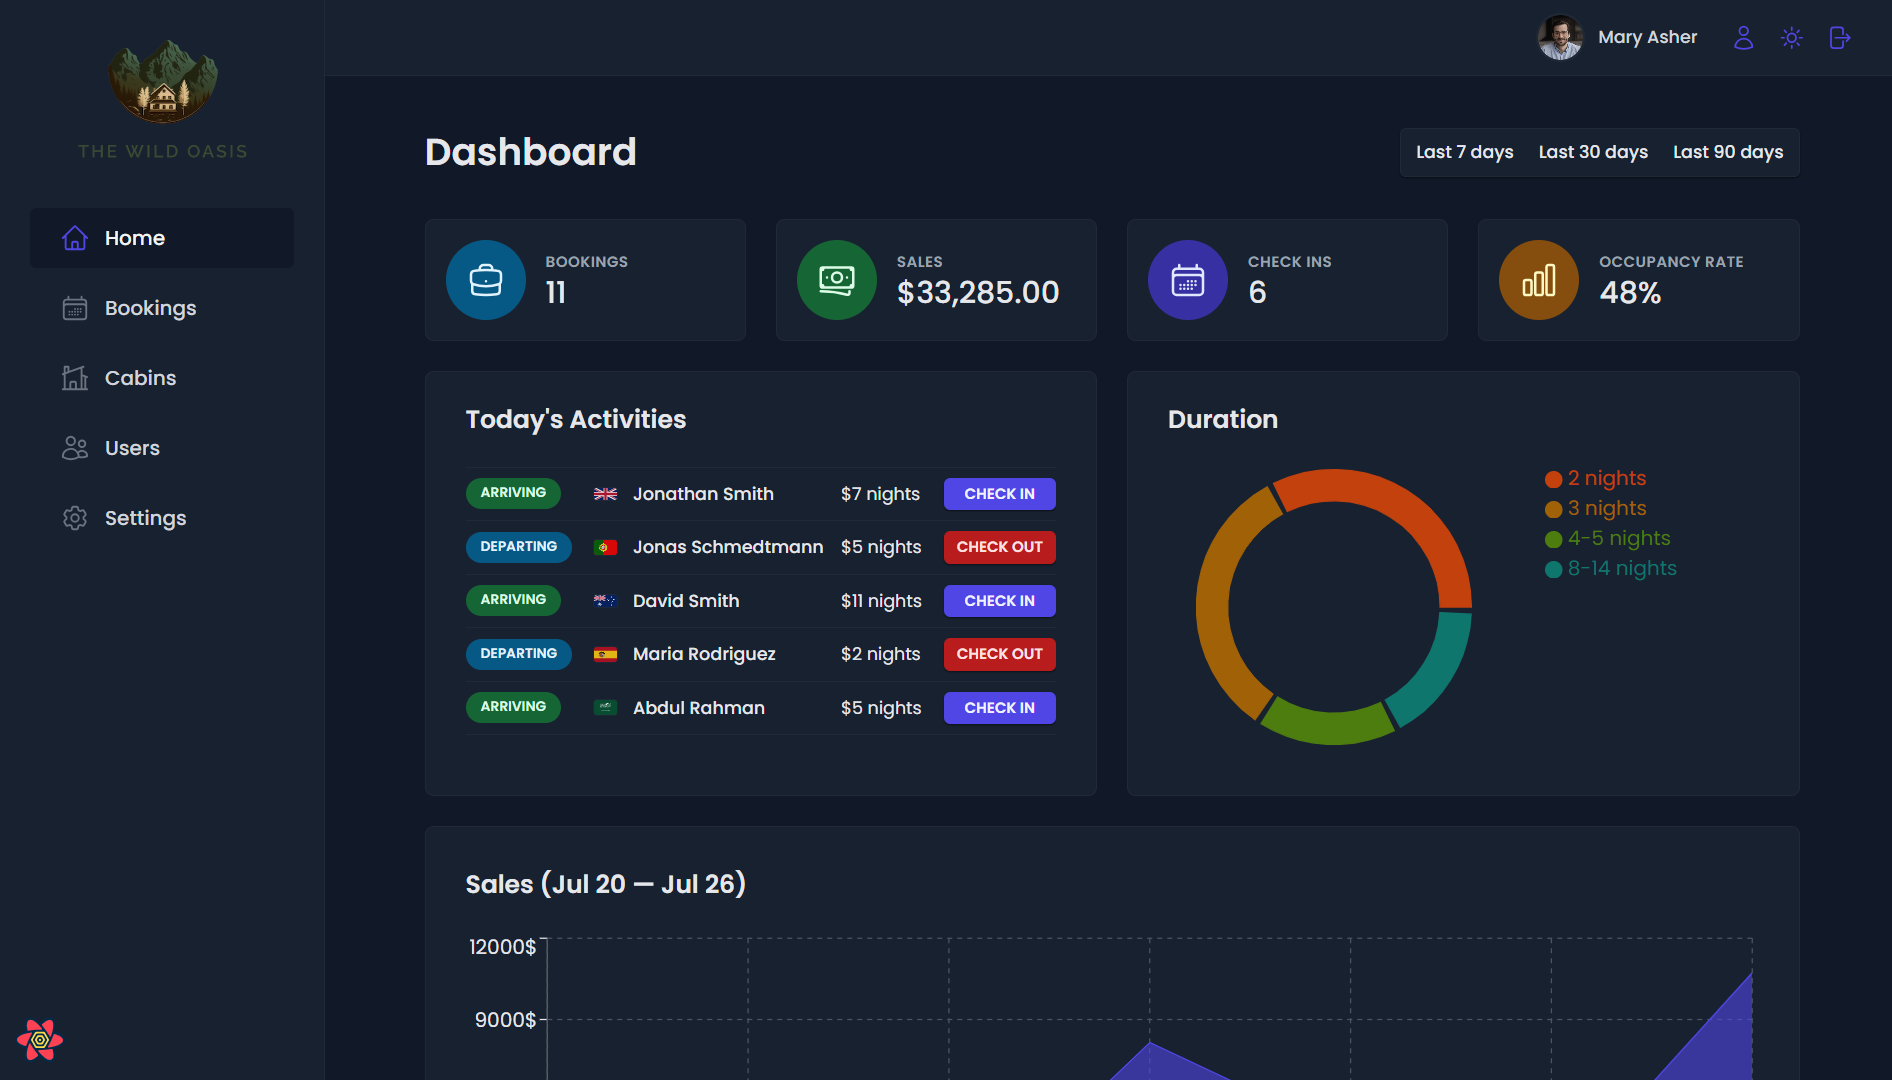 THE WILD OASIS
Home
Bookings
Cabins
Users
Settings
Mary Asher
Dashboard
Last 7 days Last 30 days Last 90 days
BOOKINGS
11
SALES
$33,285.00
CHECK INS
6
OCCUPANCY RATE
48%
Today's Activities
ARRIVING Jonathan Smith $7 nights CHECK IN
DEPARTING Jonas Schmedtmann $5 nights CHECK OUT
ARRIVING David Smith $11 nights CHECK IN
DEPARTING Maria Rodriguez $2 nights CHECK OUT
ARRIVING Abdul Rahman $5 nights CHECK IN
Duration
2 nights
3 nights
4-5 nights
8-14 nights
Sales (Jul 20 — Jul 26)
12000$
9000$